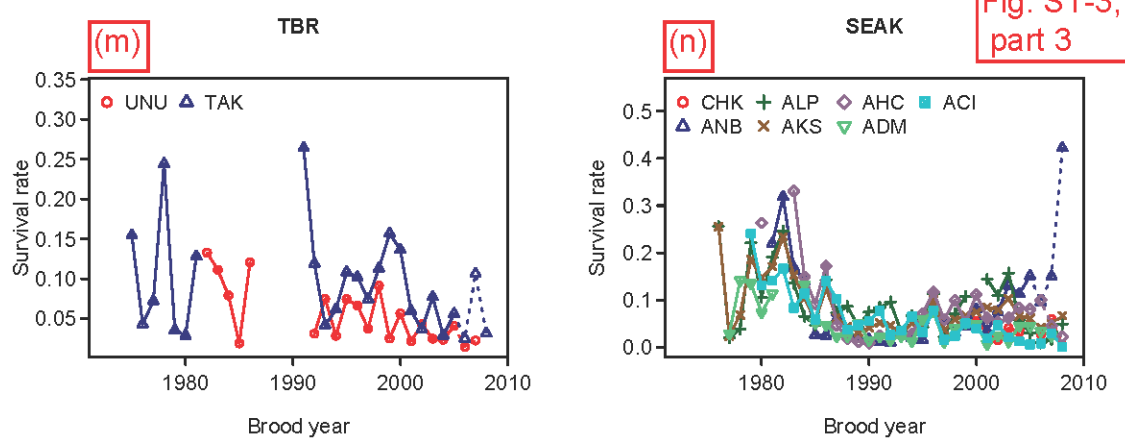 Fig. S1-3,
part 3
(m)
TBR
UNU TAK
0.35
0.30
0.25
0.20
0.15
0.10
0.05
Survival rate
1980 1990 2000 2010
Brood year
(n)
SEAK
CHK ALP AHC ACI
ANB AKS ADM
0.5
0.4
0.3
0.2
0.1
0.0
Survival rate
1980 1990 2000 2010
Brood year